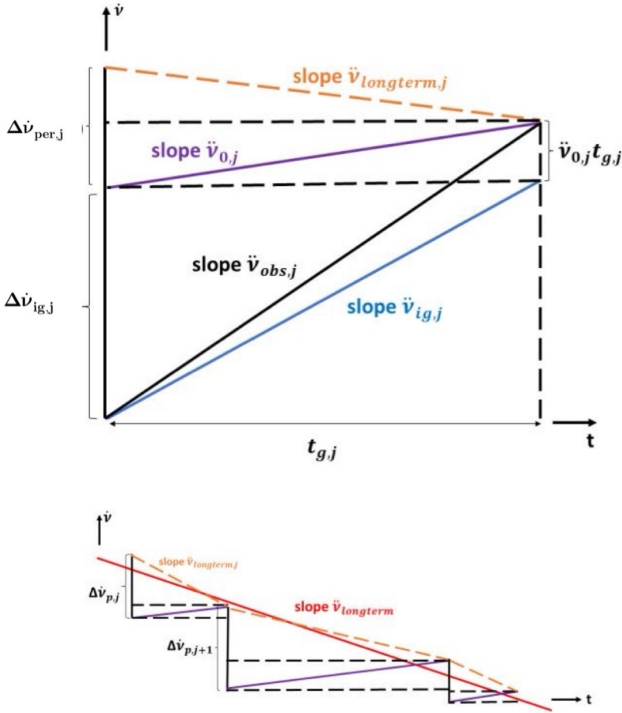 ν̇
slope ν̈longterm,j
Δν̇per,j
slope ν̈0,j
ν̈0,j tg,j
slope ν̈obs,j
Δν̇ig,j
slope ν̈ig,j
t
tg,j
ν̇
slope ν̈longterm,j
Δν̇p,j
slope ν̈longterm
Δν̇p,j+1
t